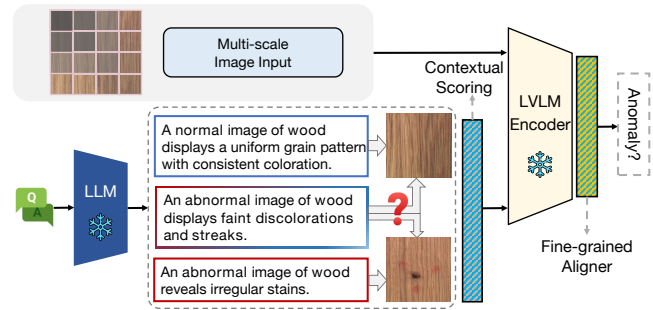 Multi-scale
Image Input
Contextual
Scoring
LVLM
Encoder
Anomaly?
Q
A
LLM
A normal image of wood
displays a uniform grain pattern
with consistent coloration.
An abnormal image of wood
displays faint discolorations
and streaks.
?
An abnormal image of wood
reveals irregular stains.
Fine-grained
Aligner